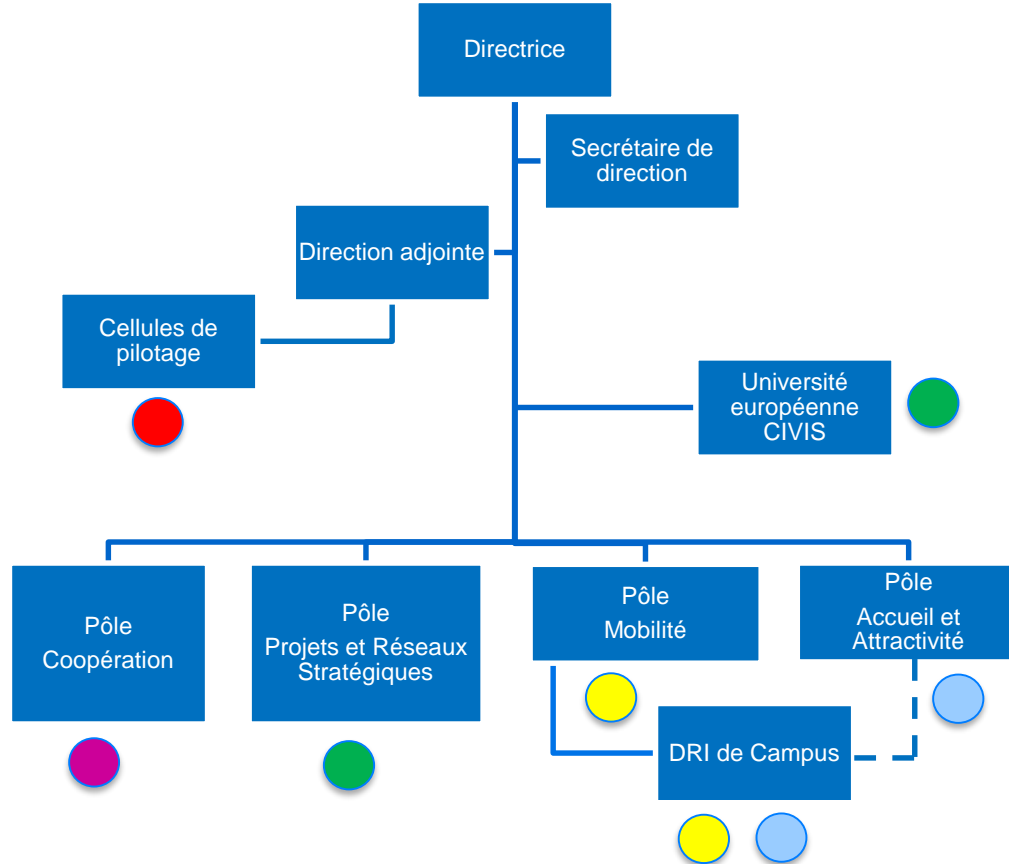 Directrice
Secrétaire de
direction
Direction adjointe
Cellules de
pilotage
Université
européenne
CIVIS
Pôle
Coopération
Pôle
Projets et Réseaux
Stratégiques
Pôle
Mobilité
Pôle
Accueil et
Attractivité
DRI de Campus